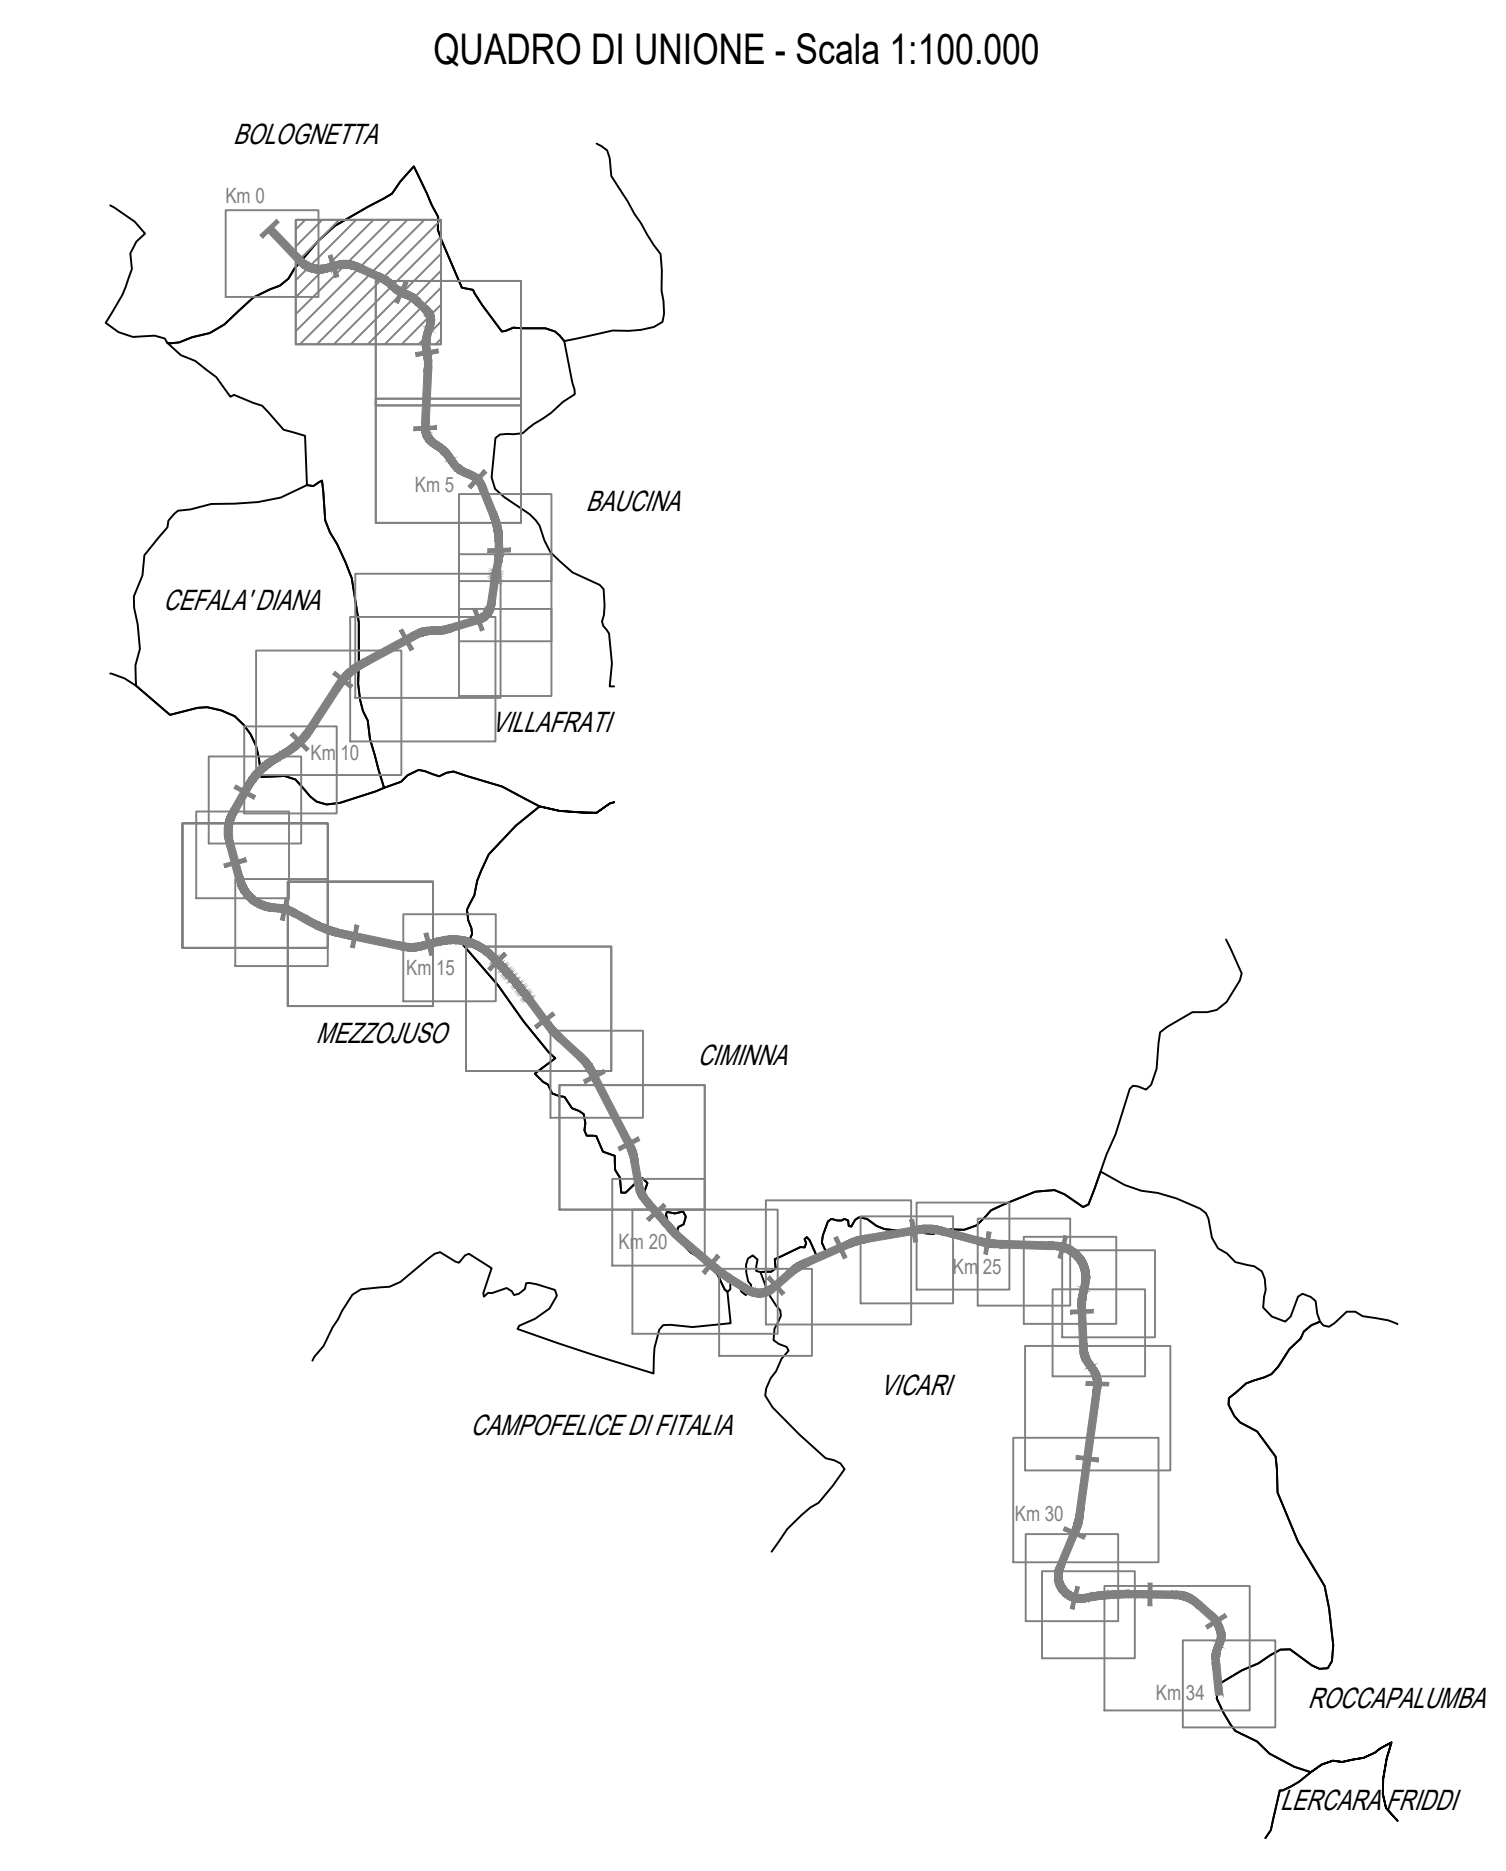 QUADRO DI UNIONE - Scala 1:100.000
BOLOGNETTA
Km 0
Km 5
BAUCINA
CEFALA' DIANA
VILLAFRATI
Km 10
Km 15
MEZZOJUSO
CIMINNA
Km 20
Km 25
VICARI
CAMPOFELICE DI FITALIA
Km 30
Km 34
ROCCAPALUMBA
LERCARA FRIDDI